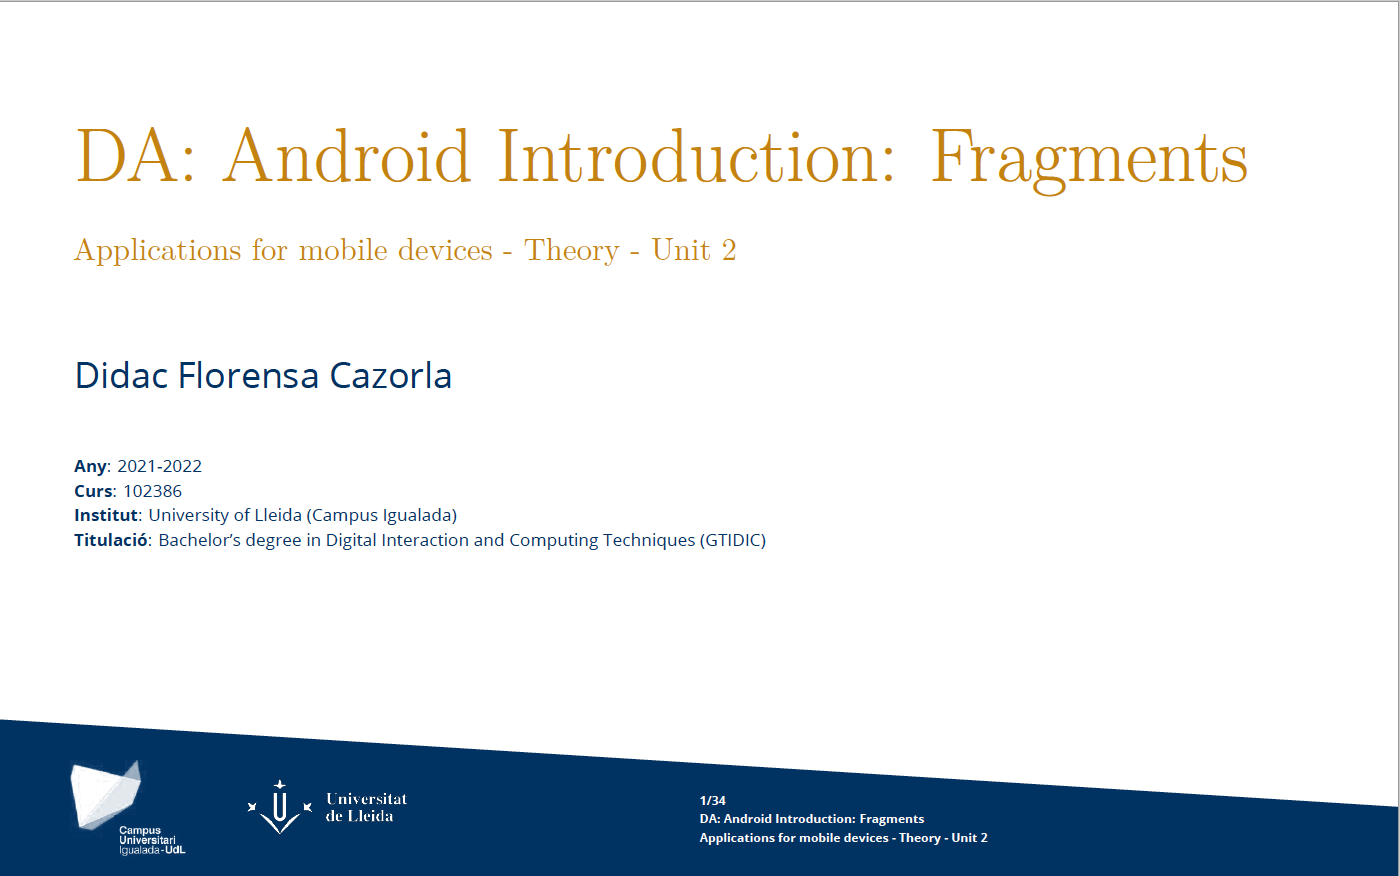 DA: Android Introduction: Fragments
Applications for mobile devices - Theory - Unit 2
Didac Florensa Cazorla
Any: 2021-2022
Curs: 102386
Institut: University of Lleida (Campus Igualada)
Titulació: Bachelor’s degree in Digital Interaction and Computing Techniques (GTIDIC)
Campus
Universitari
Igualada-UdL
Universitat
de Lleida
1/34
DA: Android Introduction: Fragments
Applications for mobile devices - Theory - Unit 2